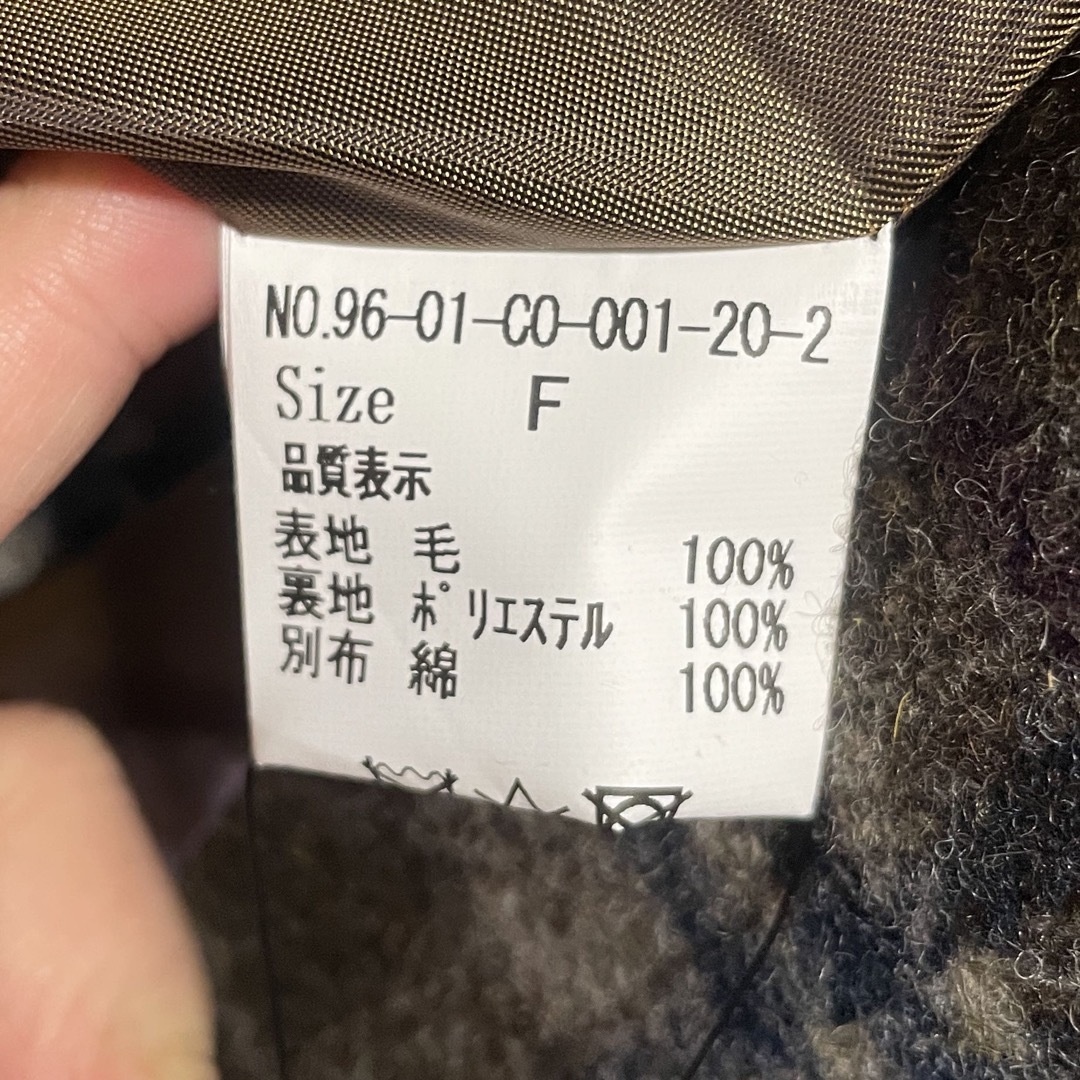 NO.96-01-CO-001-20-2
Size F
品質表示
表地 毛 100%
裏地 ポリエステル 100%
別布 綿 100%